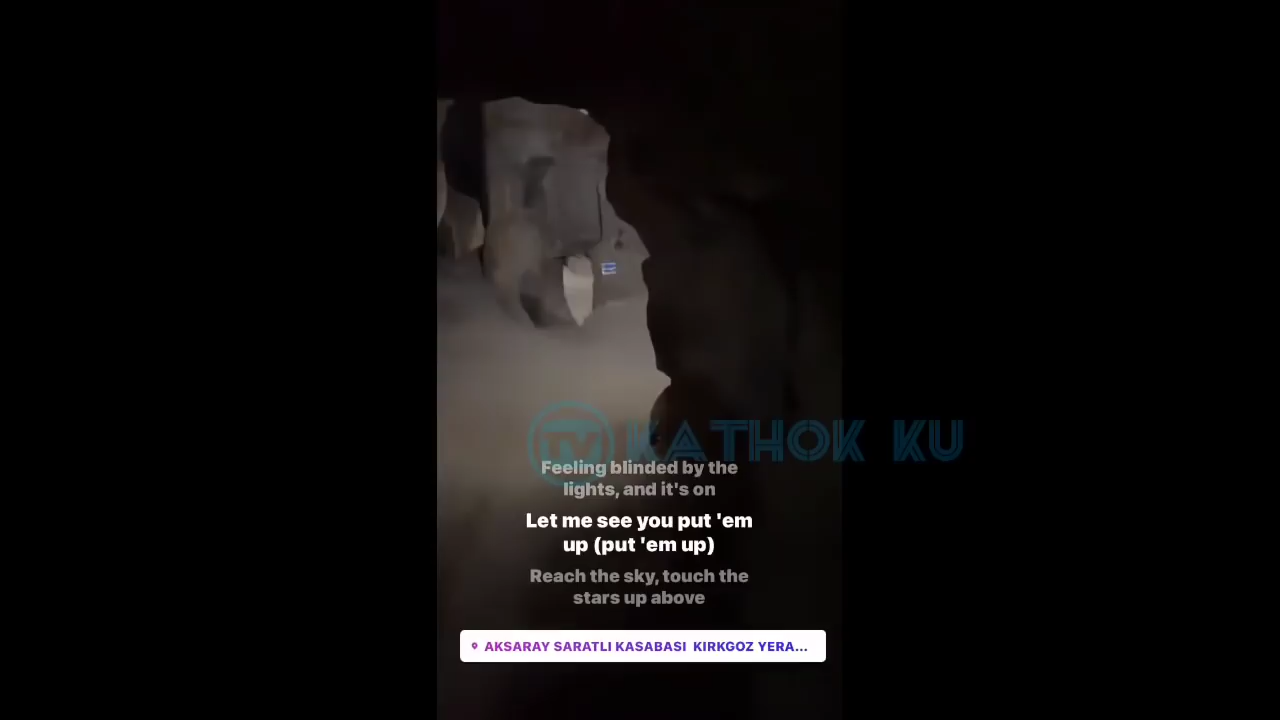 TV KATHOK KU
Feeling blinded by the
lights, and it's on
Let me see you put 'em
up (put 'em up)
Reach the sky, touch the
stars up above
AKSARAY SARATLI KASABASI KIRKGOZ YERA...